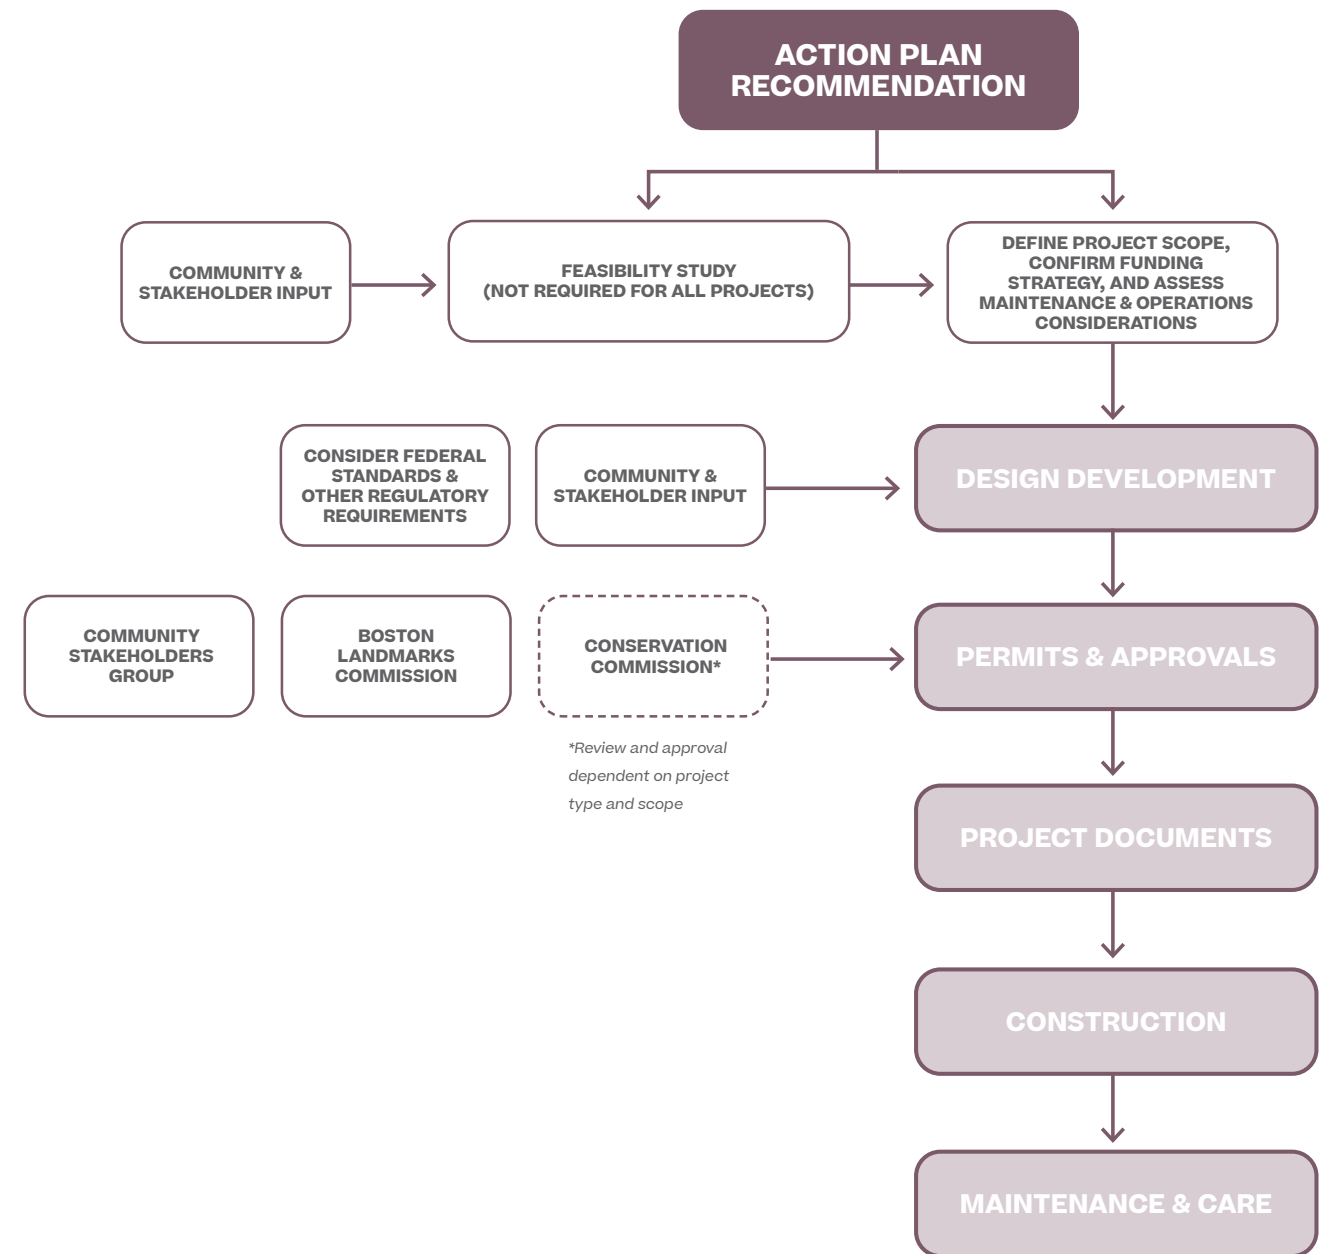 ACTION PLAN
RECOMMENDATION
COMMUNITY &
STAKEHOLDER INPUT
FEASIBILITY STUDY
(NOT REQUIRED FOR ALL PROJECTS)
DEFINE PROJECT SCOPE,
CONFIRM FUNDING
STRATEGY, AND ASSESS
MAINTENANCE & OPERATIONS
CONSIDERATIONS
CONSIDER FEDERAL
STANDARDS &
OTHER REGULATORY
REQUIREMENTS
COMMUNITY &
STAKEHOLDER INPUT
DESIGN DEVELOPMENT
COMMUNITY
STAKEHOLDERS
GROUP
BOSTON
LANDMARKS
COMMISSION
CONSERVATION
COMMISSION*
PERMITS & APPROVALS
*Review and approval
dependent on project
type and scope
PROJECT DOCUMENTS
CONSTRUCTION
MAINTENANCE & CARE